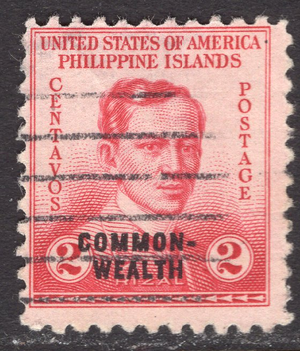 UNITED STATES OF AMERICA
PHILIPPINE ISLANDS
CENTAVOS
POSTAGE
COMMON-
WEALTH
2
2
RIZAL